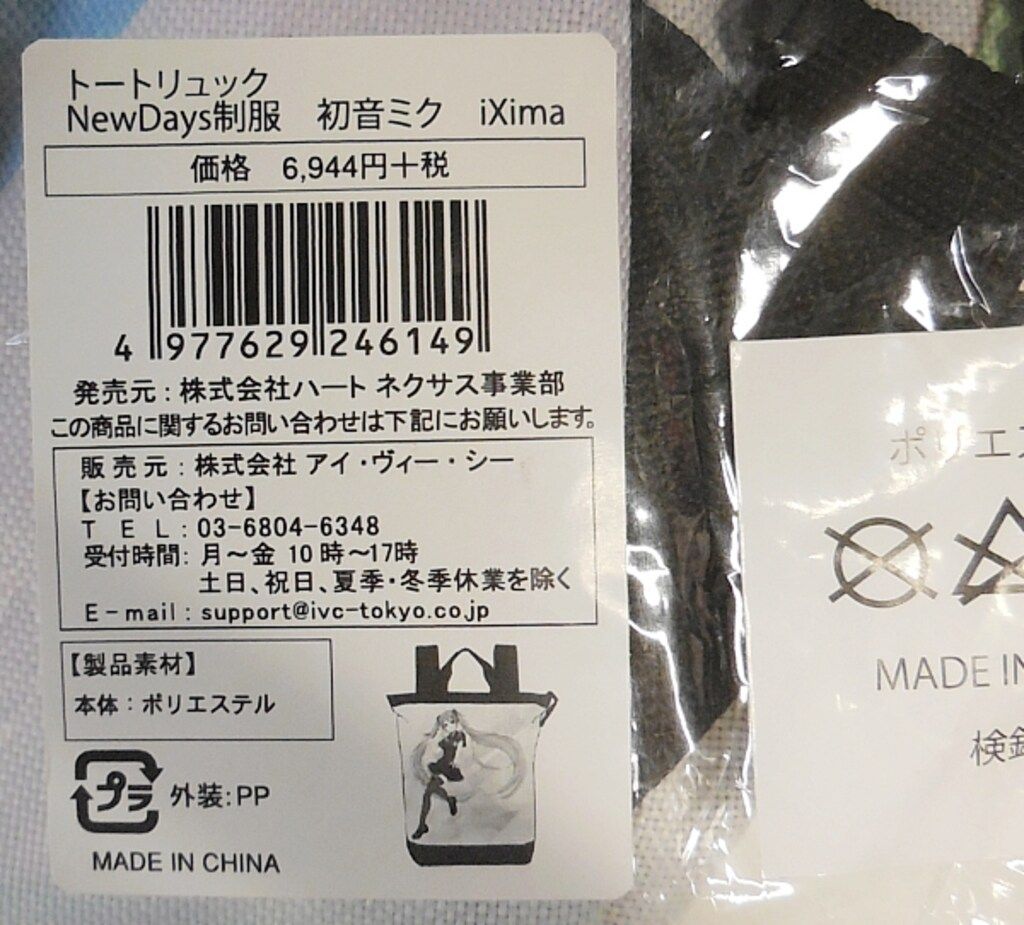 トートリュック
NewDays制服　初音ミク　iXima
価格　6,944円+税
4 977629 246149
発売元：株式会社ハート ネクサス事業部
この商品に関するお問い合わせは下記にお願いします。
販売元：株式会社 アイ・ヴィー・シー
【お問い合わせ】
TEL：03-6804-6348
受付時間：月～金 10時～17時
土日、祝日、夏季・冬季休業を除く
E-mail：support@ivc-tokyo.co.jp
【製品素材】
本体：ポリエステル
プラ 外装：PP
MADE IN CHINA
ポリエス
MADE IN
検針